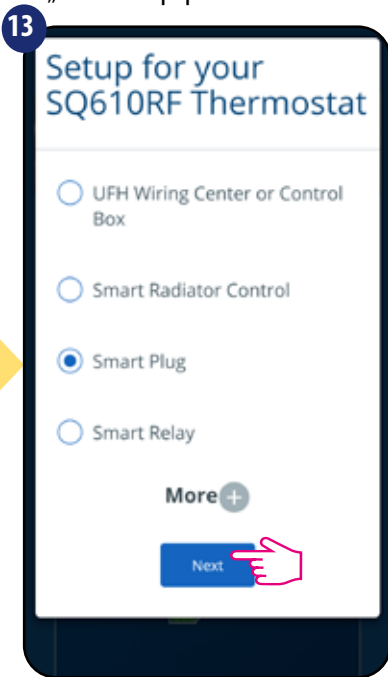 13
Setup for your
SQ610RF Thermostat
UFH Wiring Center or Control
Box
Smart Radiator Control
Smart Plug
Smart Relay
More +
Next